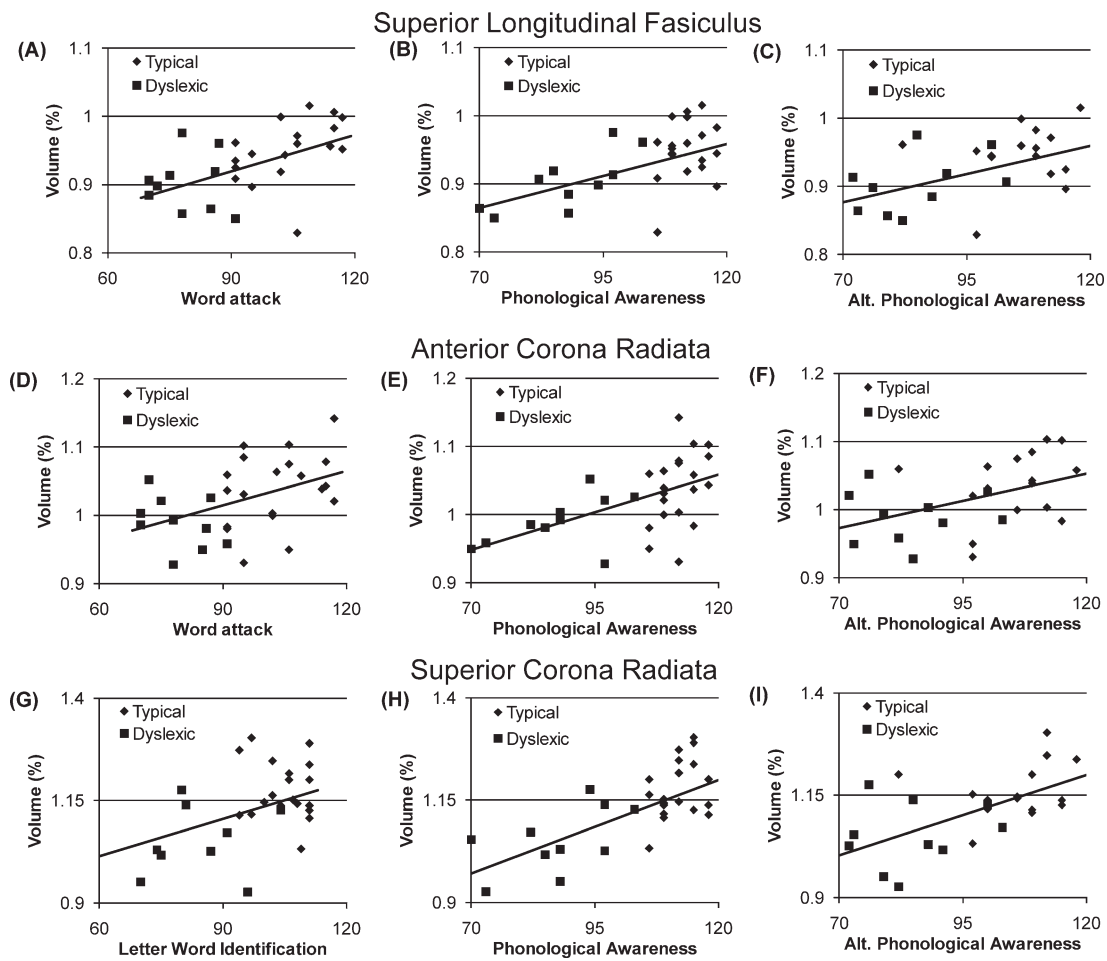 Superior Longitudinal Fasiculus
(A)
1.1
1
0.9
0.8
Volume (%)
Typical
Dyslexic
60
90
120
Word attack
(B)
1.1
1
0.9
0.8
Volume (%)
Typical
Dyslexic
70
95
120
Phonological Awareness
(C)
1.1
1
0.9
0.8
Volume (%)
Typical
Dyslexic
70
95
120
Alt. Phonological Awareness
Anterior Corona Radiata
(D)
1.2
1.1
1
0.9
Volume (%)
Typical
Dyslexic
60
90
120
Word attack
(E)
1.2
1.1
1
0.9
Volume (%)
Typical
Dyslexic
70
95
120
Phonological Awareness
(F)
1.2
1.1
1
0.9
Volume (%)
Typical
Dyslexic
70
95
120
Alt. Phonological Awareness
Superior Corona Radiata
(G)
1.4
1.15
0.9
Volume (%)
Typical
Dyslexic
60
90
120
Letter Word Identification
(H)
1.4
1.15
0.9
Volume (%)
Typical
Dyslexic
70
95
120
Phonological Awareness
(I)
1.4
1.15
0.9
Volume (%)
Typical
Dyslexic
70
95
120
Alt. Phonological Awareness